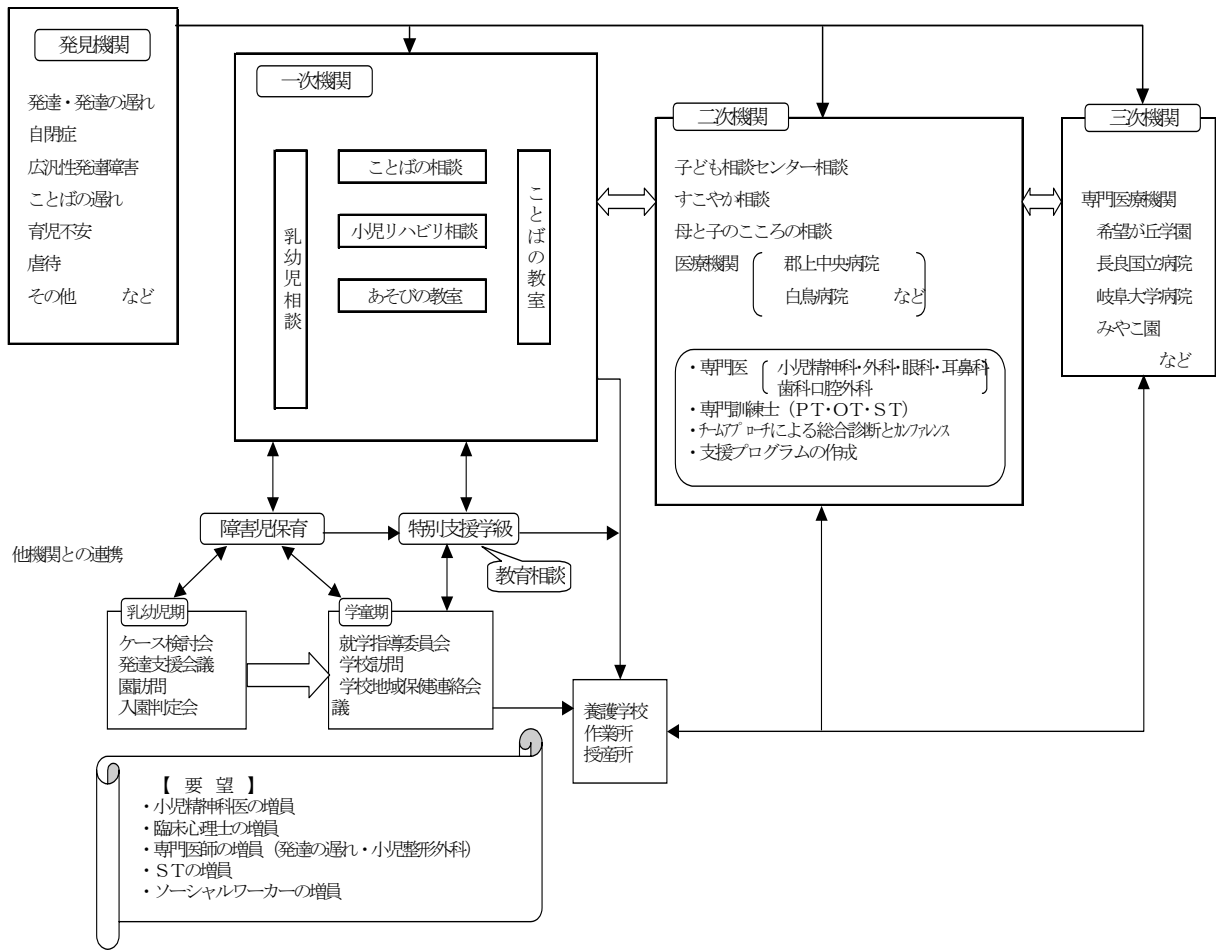 発見機関
発達・発達の遅れ
自閉症
広汎性発達障害
ことばの遅れ
育児不安
虐待
その他 など
一次機関
乳幼児相談
ことばの相談
小児リハビリ相談
あそびの教室
ことばの教室
二次機関
子ども相談センター相談
すこやか相談
母と子のこころの相談
医療機関 郡上中央病院
白鳥病院 など
・専門医 小児精神科・外科・眼科・耳鼻科
歯科口腔外科
・専門訓練士（PT・OT・ST）
・チームアプローチによる総合診断とカンファレンス
・支援プログラムの作成
三次機関
専門医療機関
希望が丘学園
長良国立病院
岐阜大学病院
みやこ園
など
障害児保育
特別支援学級
教育相談
他機関との連携
乳幼児期
ケース検討会
発達支援会議
園訪問
入園判定会
学童期
就学指導委員会
学校訪問
学校地域保健連絡会
議
養護学校
作業所
授産所
【 要 望 】
・小児精神科医の増員
・臨床心理士の増員
・専門医師の増員（発達の遅れ・小児整形外科）
・STの増員
・ソーシャルワーカーの増員